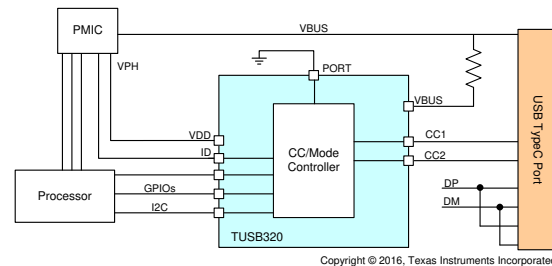 PMIC
VBUS
VPH
PORT
VBUS
VDD
CC1
ID
CC/Mode
Controller
CC2
USB TypeC Port
Processor
GPIOs
DP
I2C
DM
TUSB320
Copyright © 2016, Texas Instruments Incorporated